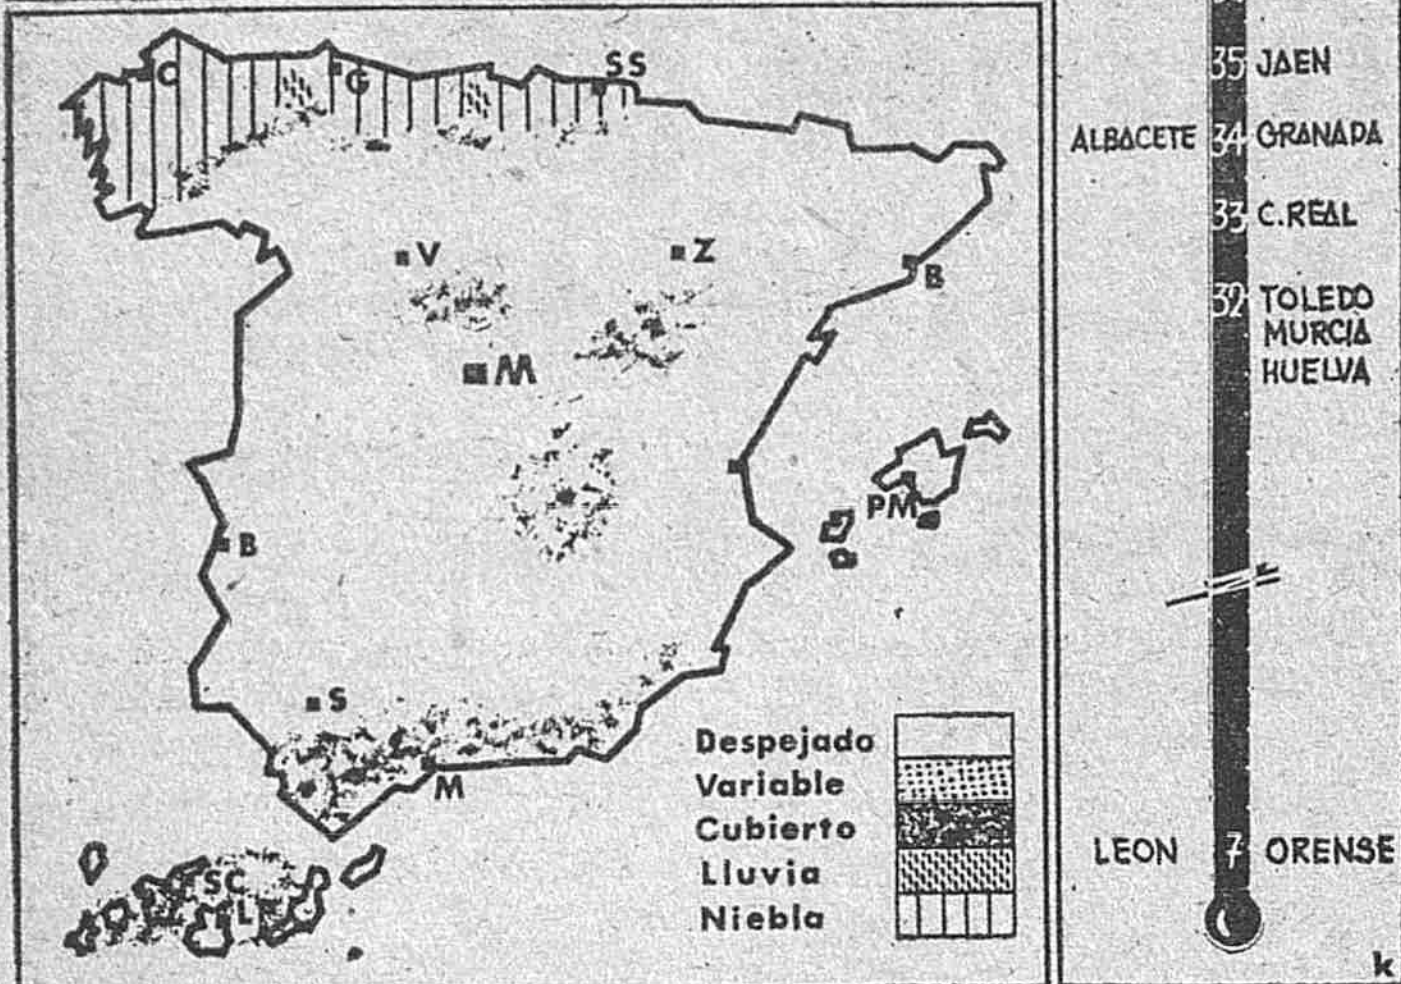 C
G
SS
V
Z
B
M
PM
B
S
M
SC
L
Despejado
Variable
Cubierto
Lluvia
Niebla
35 JAEN
ALBACETE 34 GRANADA
33 C.REAL
32 TOLEDO
MURCIA
HUELVA
LEON 7 ORENSE
k